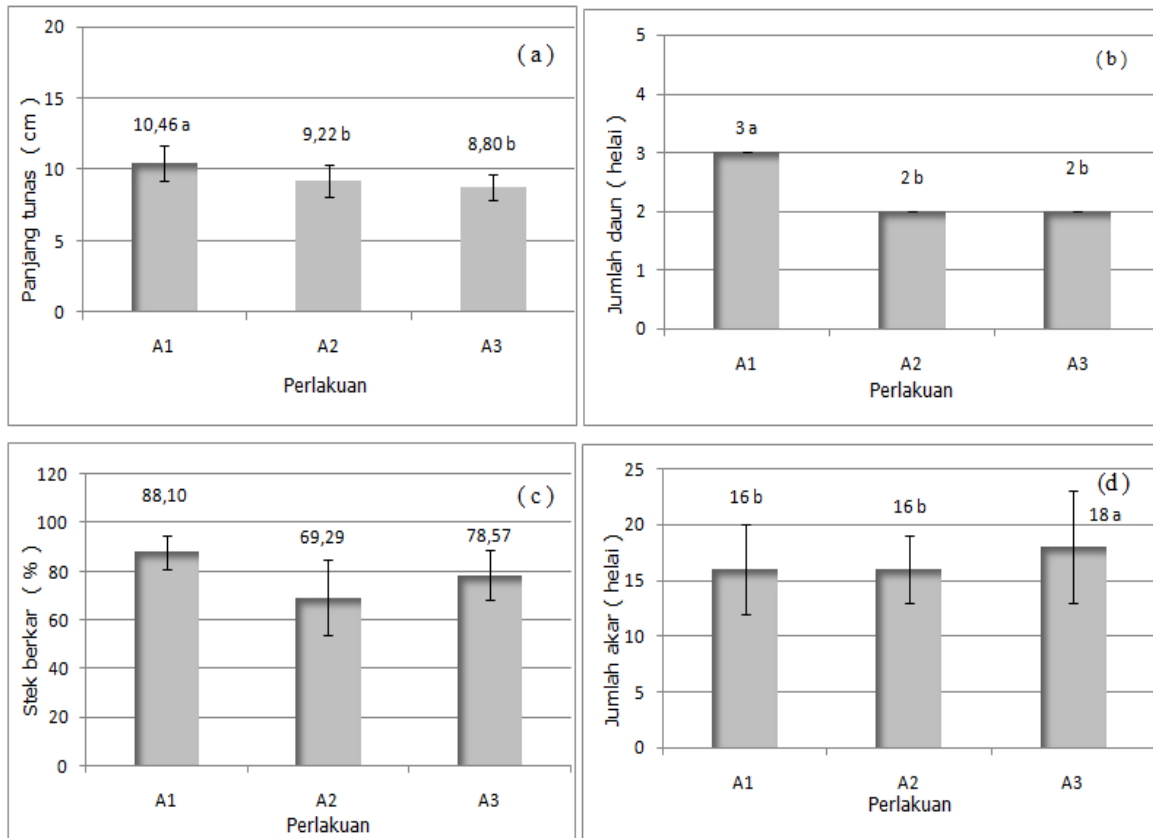 ( a )
Panjang tunas ( cm )
20
15
10
5
0
10,46 a
9,22 b
8,80 b
A1
A2
A3
Perlakuan
( b )
Jumlah daun ( helai )
5
4
3
2
1
0
3 a
2 b
2 b
A1
A2
A3
Perlakuan
( c )
Stek berkar ( % )
120
100
80
60
40
20
0
88,10
69,29
78,57
A1
A2
A3
Perlakuan
(d)
Jumlah akar ( helai)
25
20
15
10
5
0
16 b
16 b
18 a
A1
A2
A3
Perlakuan